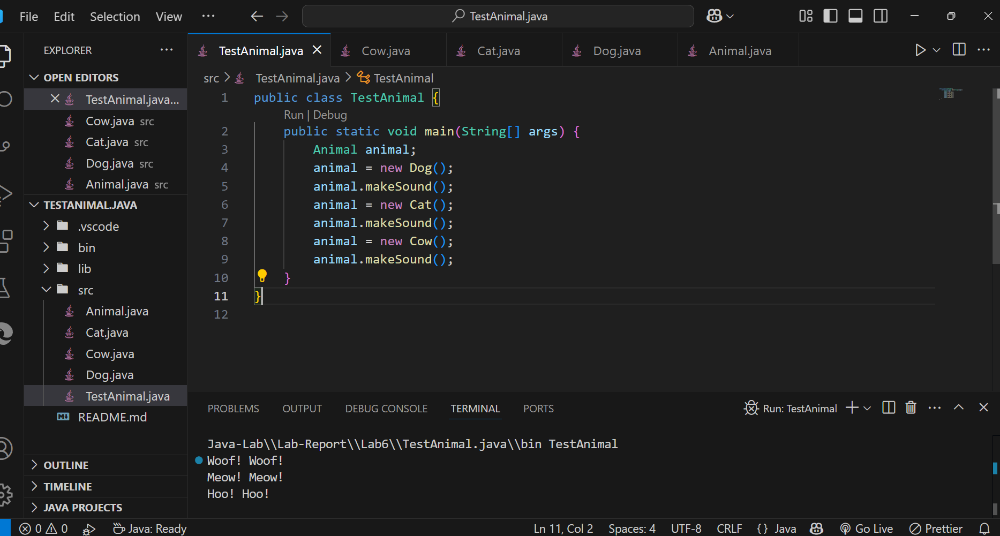 File Edit Selection View ··· TestAnimal.java
EXPLORER ···
OPEN EDITORS
TestAnimal.java...
Cow.java src
Cat.java src
Dog.java src
Animal.java src
TESTANIMAL.JAVA
.vscode
bin
lib
src
Animal.java
Cat.java
Cow.java
Dog.java
TestAnimal.java
README.md
OUTLINE
TIMELINE
JAVA PROJECTS
TestAnimal.java Cow.java Cat.java Dog.java Animal.java
src > TestAnimal.java > TestAnimal
1 public class TestAnimal {
Run | Debug
2 public static void main(String[] args) {
3 Animal animal;
4 animal = new Dog();
5 animal.makeSound();
6 animal = new Cat();
7 animal.makeSound();
8 animal = new Cow();
9 animal.makeSound();
10 }
11 }
12
PROBLEMS OUTPUT DEBUG CONSOLE TERMINAL PORTS Run: TestAnimal
Java-Lab\\Lab-Report\\Lab6\\TestAnimal.java\\bin TestAnimal
Woof! Woof!
Meow! Meow!
Hoo! Hoo!
0 0 Java: Ready Ln 11, Col 2 Spaces: 4 UTF-8 CRLF {} Java Go Live Prettier